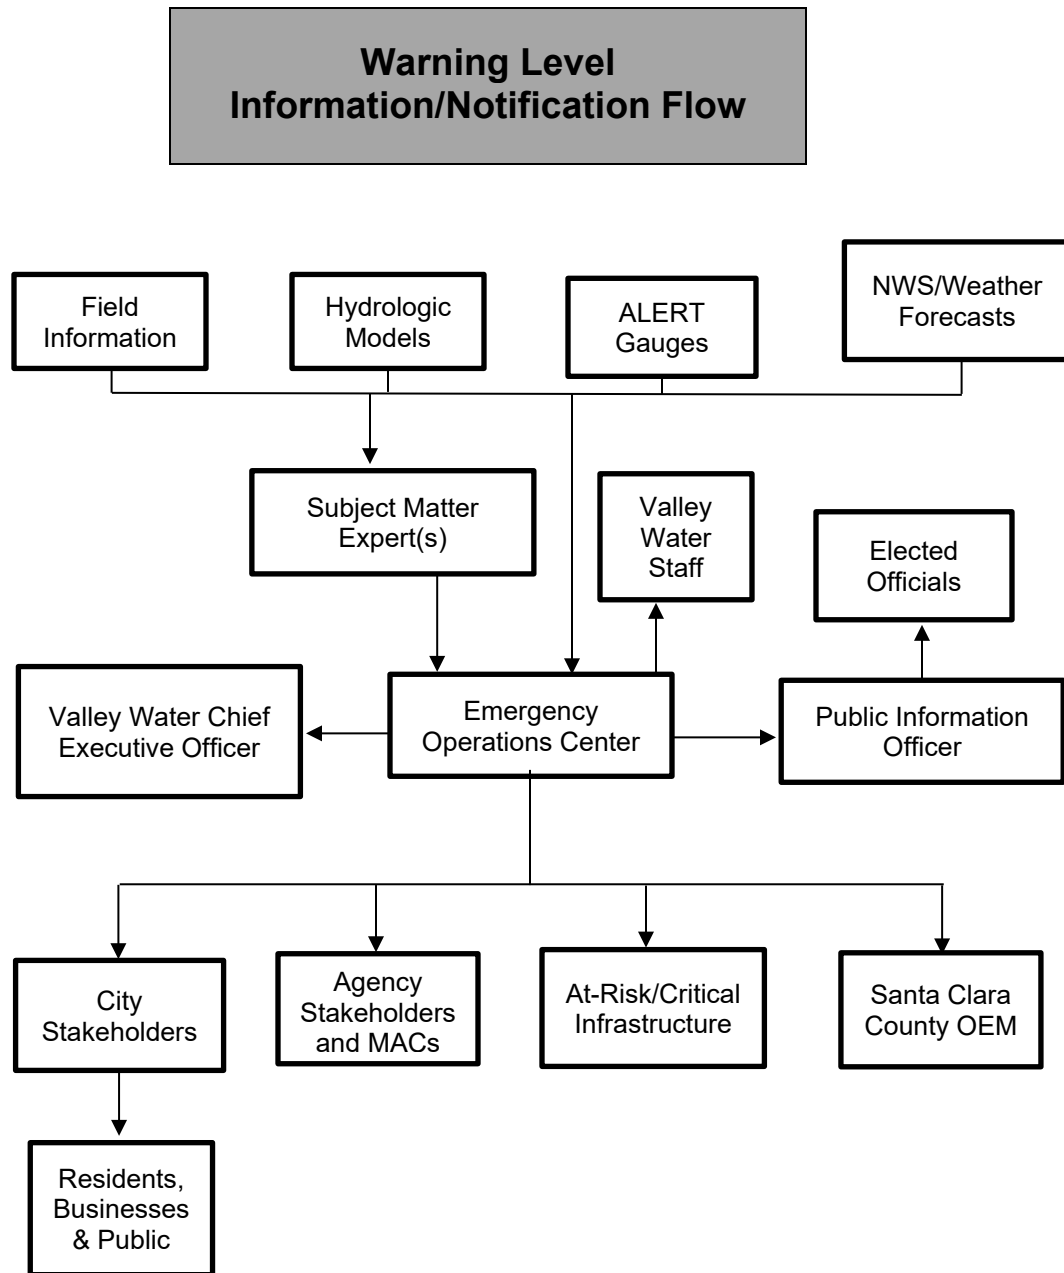 Warning Level
Information/Notification Flow
Field
Information
Hydrologic
Models
ALERT
Gauges
NWS/Weather
Forecasts
Subject Matter
Expert(s)
Valley
Water
Staff
Elected
Officials
Valley Water Chief
Executive Officer
Emergency
Operations Center
Public Information
Officer
City
Stakeholders
Agency
Stakeholders
and MACs
At-Risk/Critical
Infrastructure
Santa Clara
County OEM
Residents,
Businesses
& Public